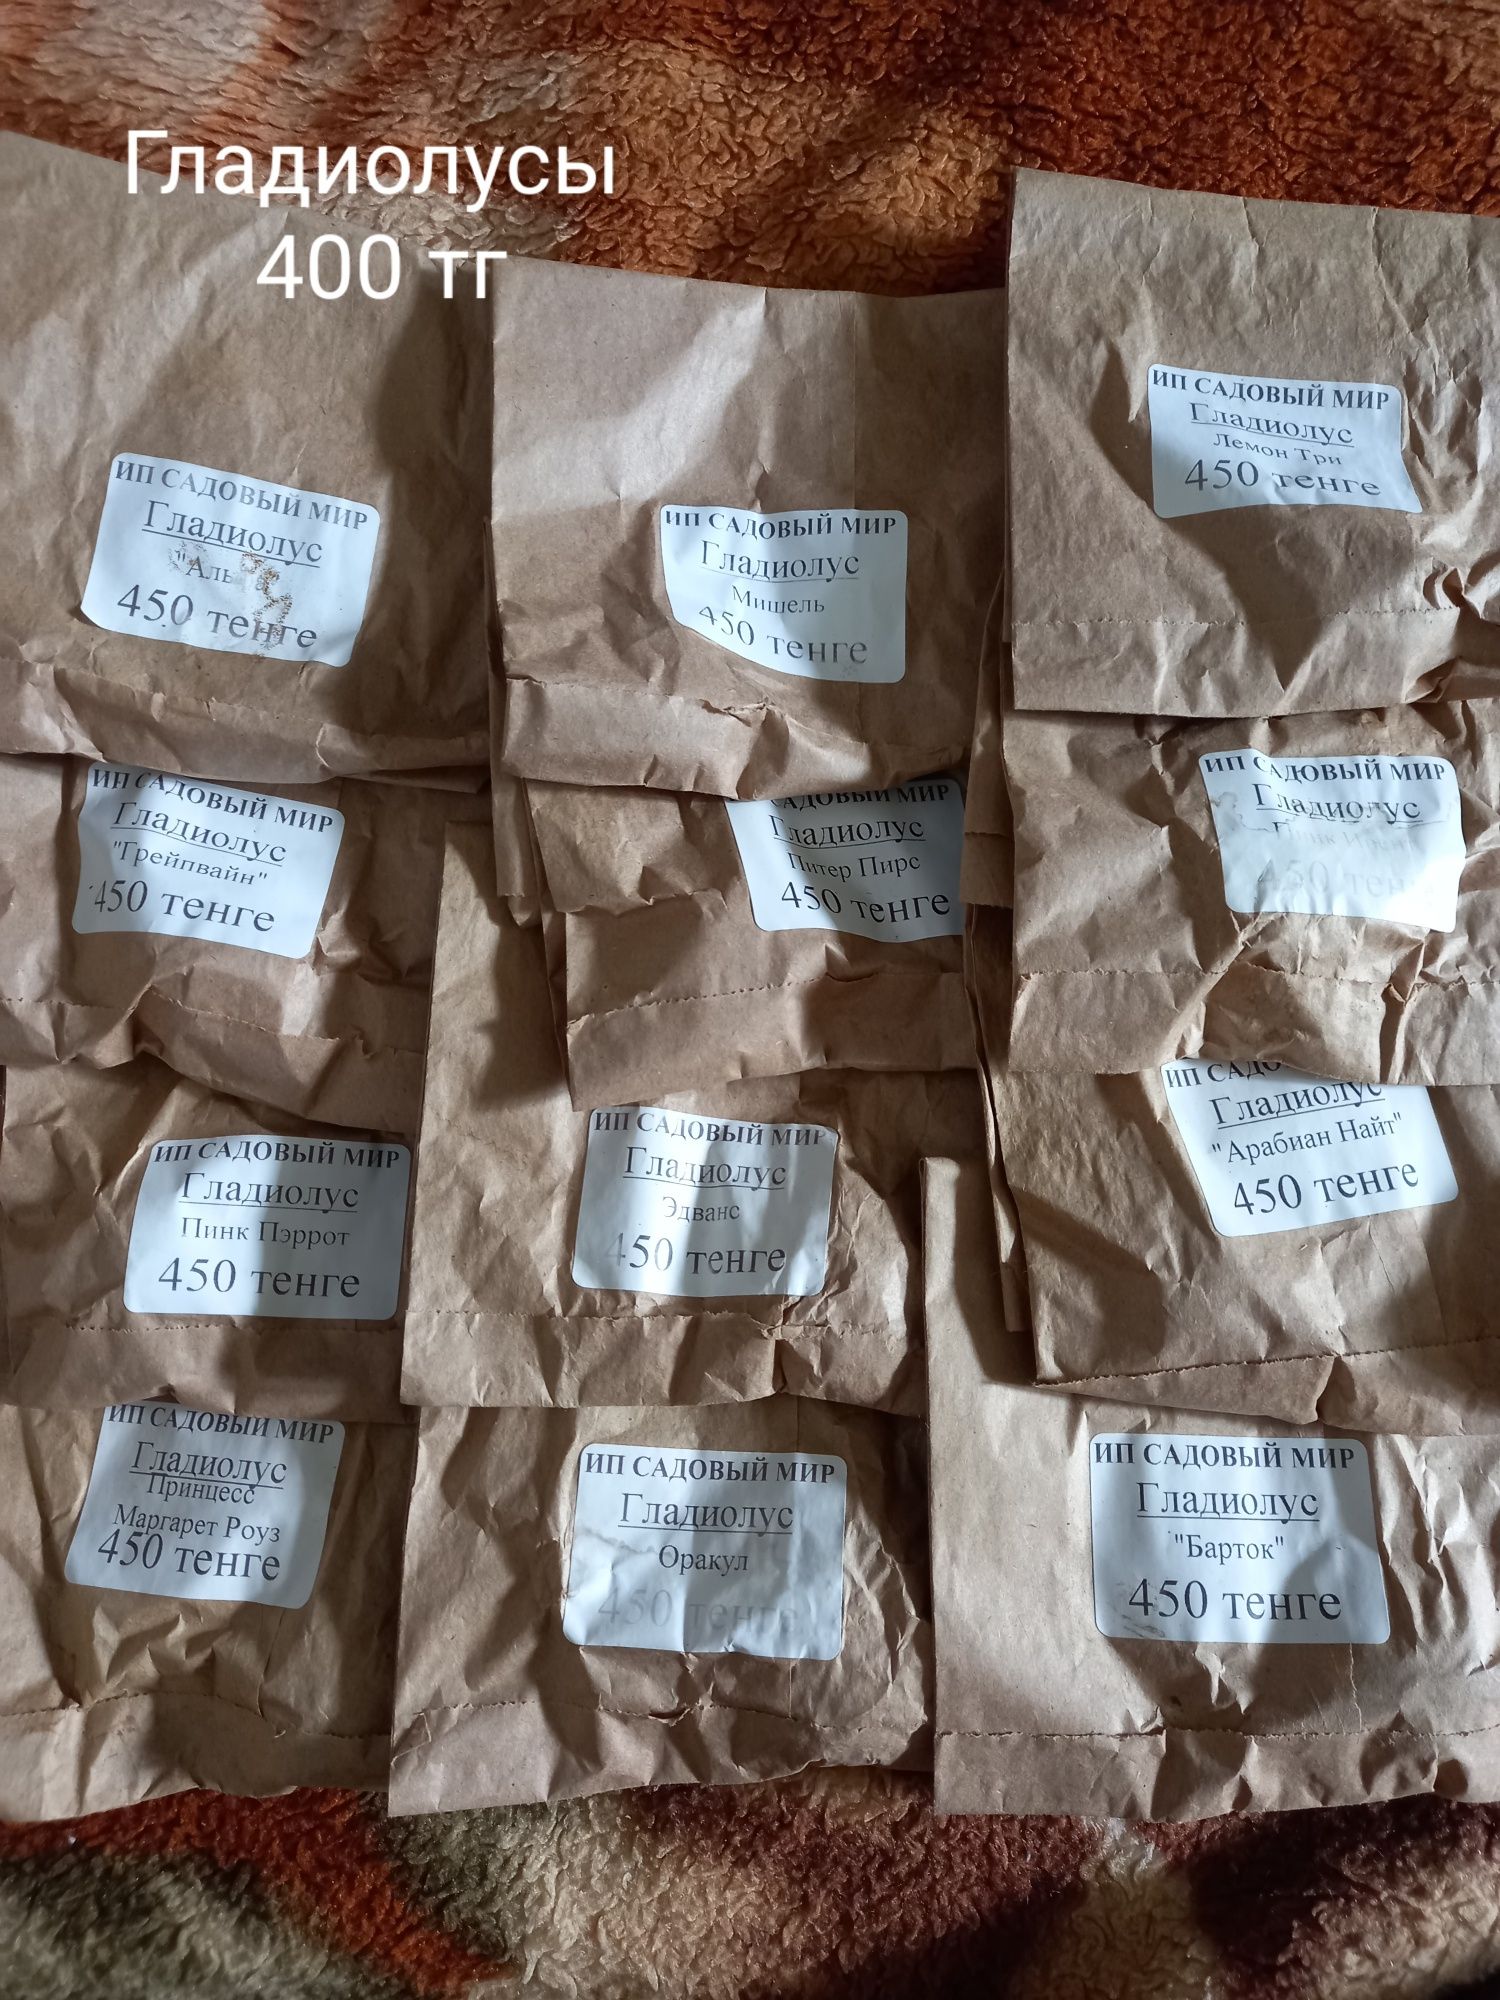 Гладиолусы
400 тг
ИП САДОВЫЙ МИР
Гладиолус
450 тенге
ИП САДОВЫЙ МИР
Гладиолус
Мишель
450 тенге
ИП САДОВЫЙ МИР
Гладиолус
Лемон Три
450 тенге
ИП САДОВЫЙ МИР
Гладиолус
"Грейпвайн"
450 тенге
САДОВЫЙ МИР
Гладиолус
Питер Пирс
450 тенге
ИП САДОВЫЙ МИР
Гладиолус
Пинк
450 тенге
ИП САДОВЫЙ МИР
Гладиолус
Пинк Пэррот
450 тенге
ИП САДОВЫЙ МИР
Гладиолус
Эдванс
450 тенге
ИП
Гладиолус
"Арабиан Найт"
450 тенге
ИП САДОВЫЙ МИР
Гладиолус
Принцесс
Маргарет Роуз
450 тенге
ИП САДОВЫЙ МИР
Гладиолус
Оракул
450 тенге
ИП САДОВЫЙ МИР
Гладиолус
"Барток"
450 тенге